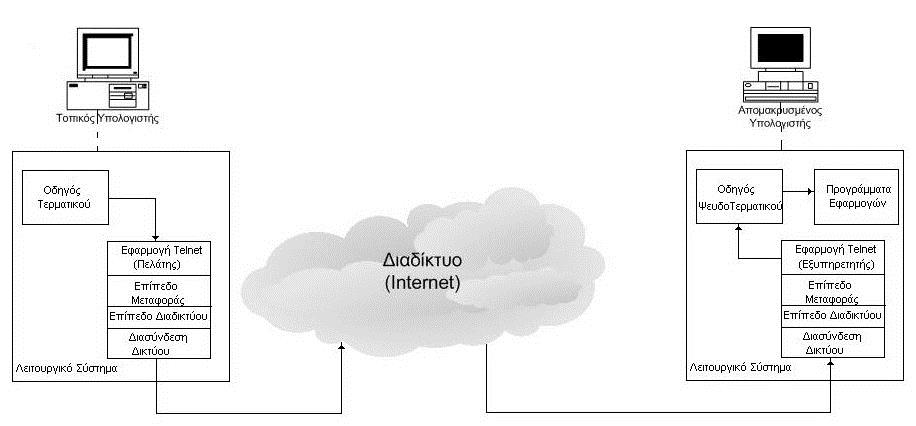 Τοπικός Υπολογιστής
Οδηγός
Τερματικού
Εφαρμογή Telnet
(Πελάτης)
Επίπεδο
Μεταφοράς
Επίπεδο Διαδικτύου
Διασύνδεση
Δικτύου
Λειτουργικό Σύστημα
Διαδίκτυο
(Internet)
Απομακρυσμένος
Υπολογιστής
Οδηγός
ΨευδοΤερματικού
Προγράμματα
Εφαρμογών
Εφαρμογή Telnet
(Εξυπηρετητής)
Επίπεδο
Μεταφοράς
Επίπεδο Διαδικτύου
Διασύνδεση
Δικτύου
Λειτουργικό Σύστημα